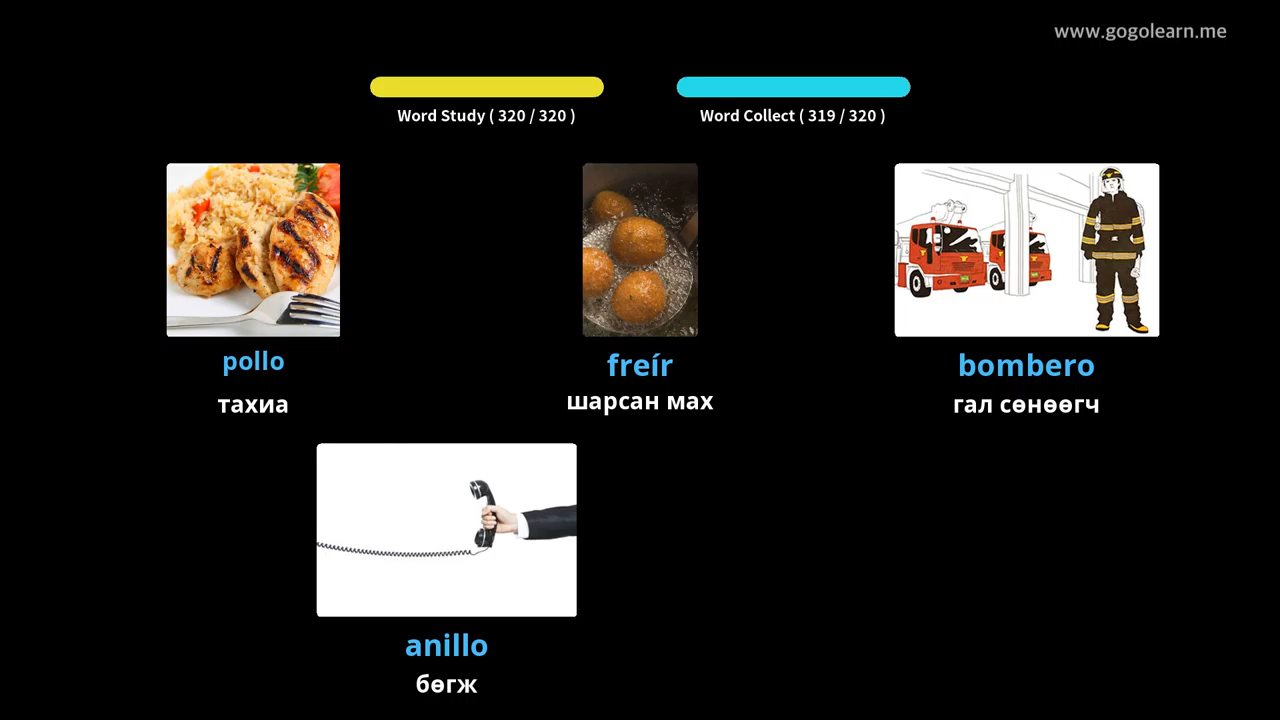 www.gogolearn.me
Word Study ( 320 / 320 )
Word Collect ( 319 / 320 )
pollo
тахиа
freír
шарсан мах
bombero
гал сөнөөгч
anillo
бөгж